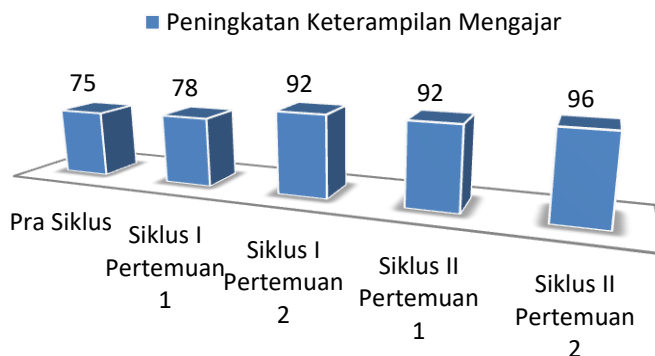 Peningkatan Keterampilan Mengajar
75
78
92
92
96
Pra Siklus
Siklus I
Pertemuan
1
Siklus I
Pertemuan
2
Siklus II
Pertemuan
1
Siklus II
Pertemuan
2